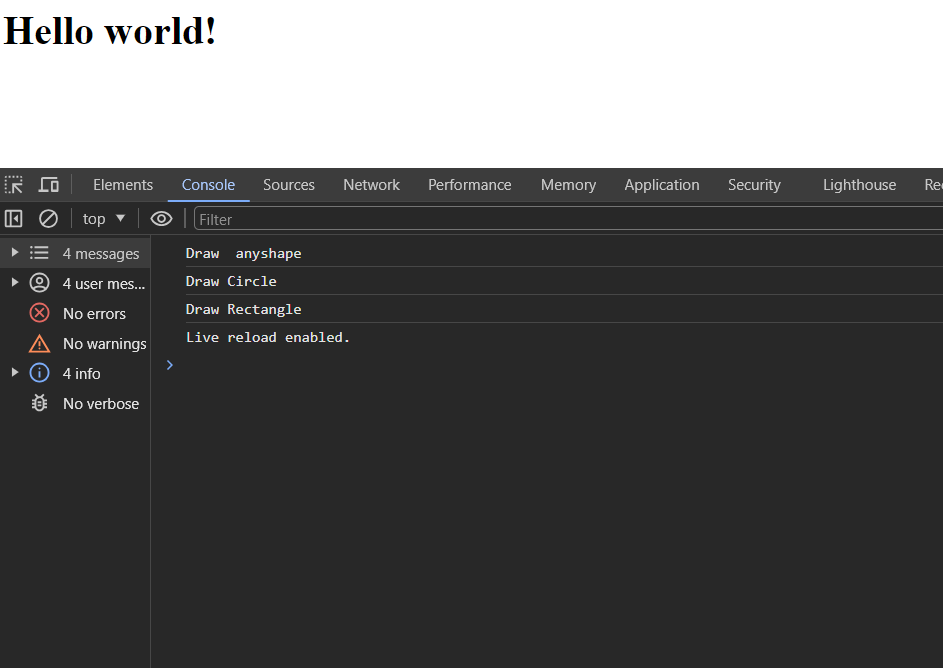 Hello world!
Elements Console Sources Network Performance Memory Application Security Lighthouse Re
top Filter
4 messages
4 user mes...
No errors
No warnings
4 info
No verbose
Draw  anyshape
Draw Circle
Draw Rectangle
Live reload enabled.